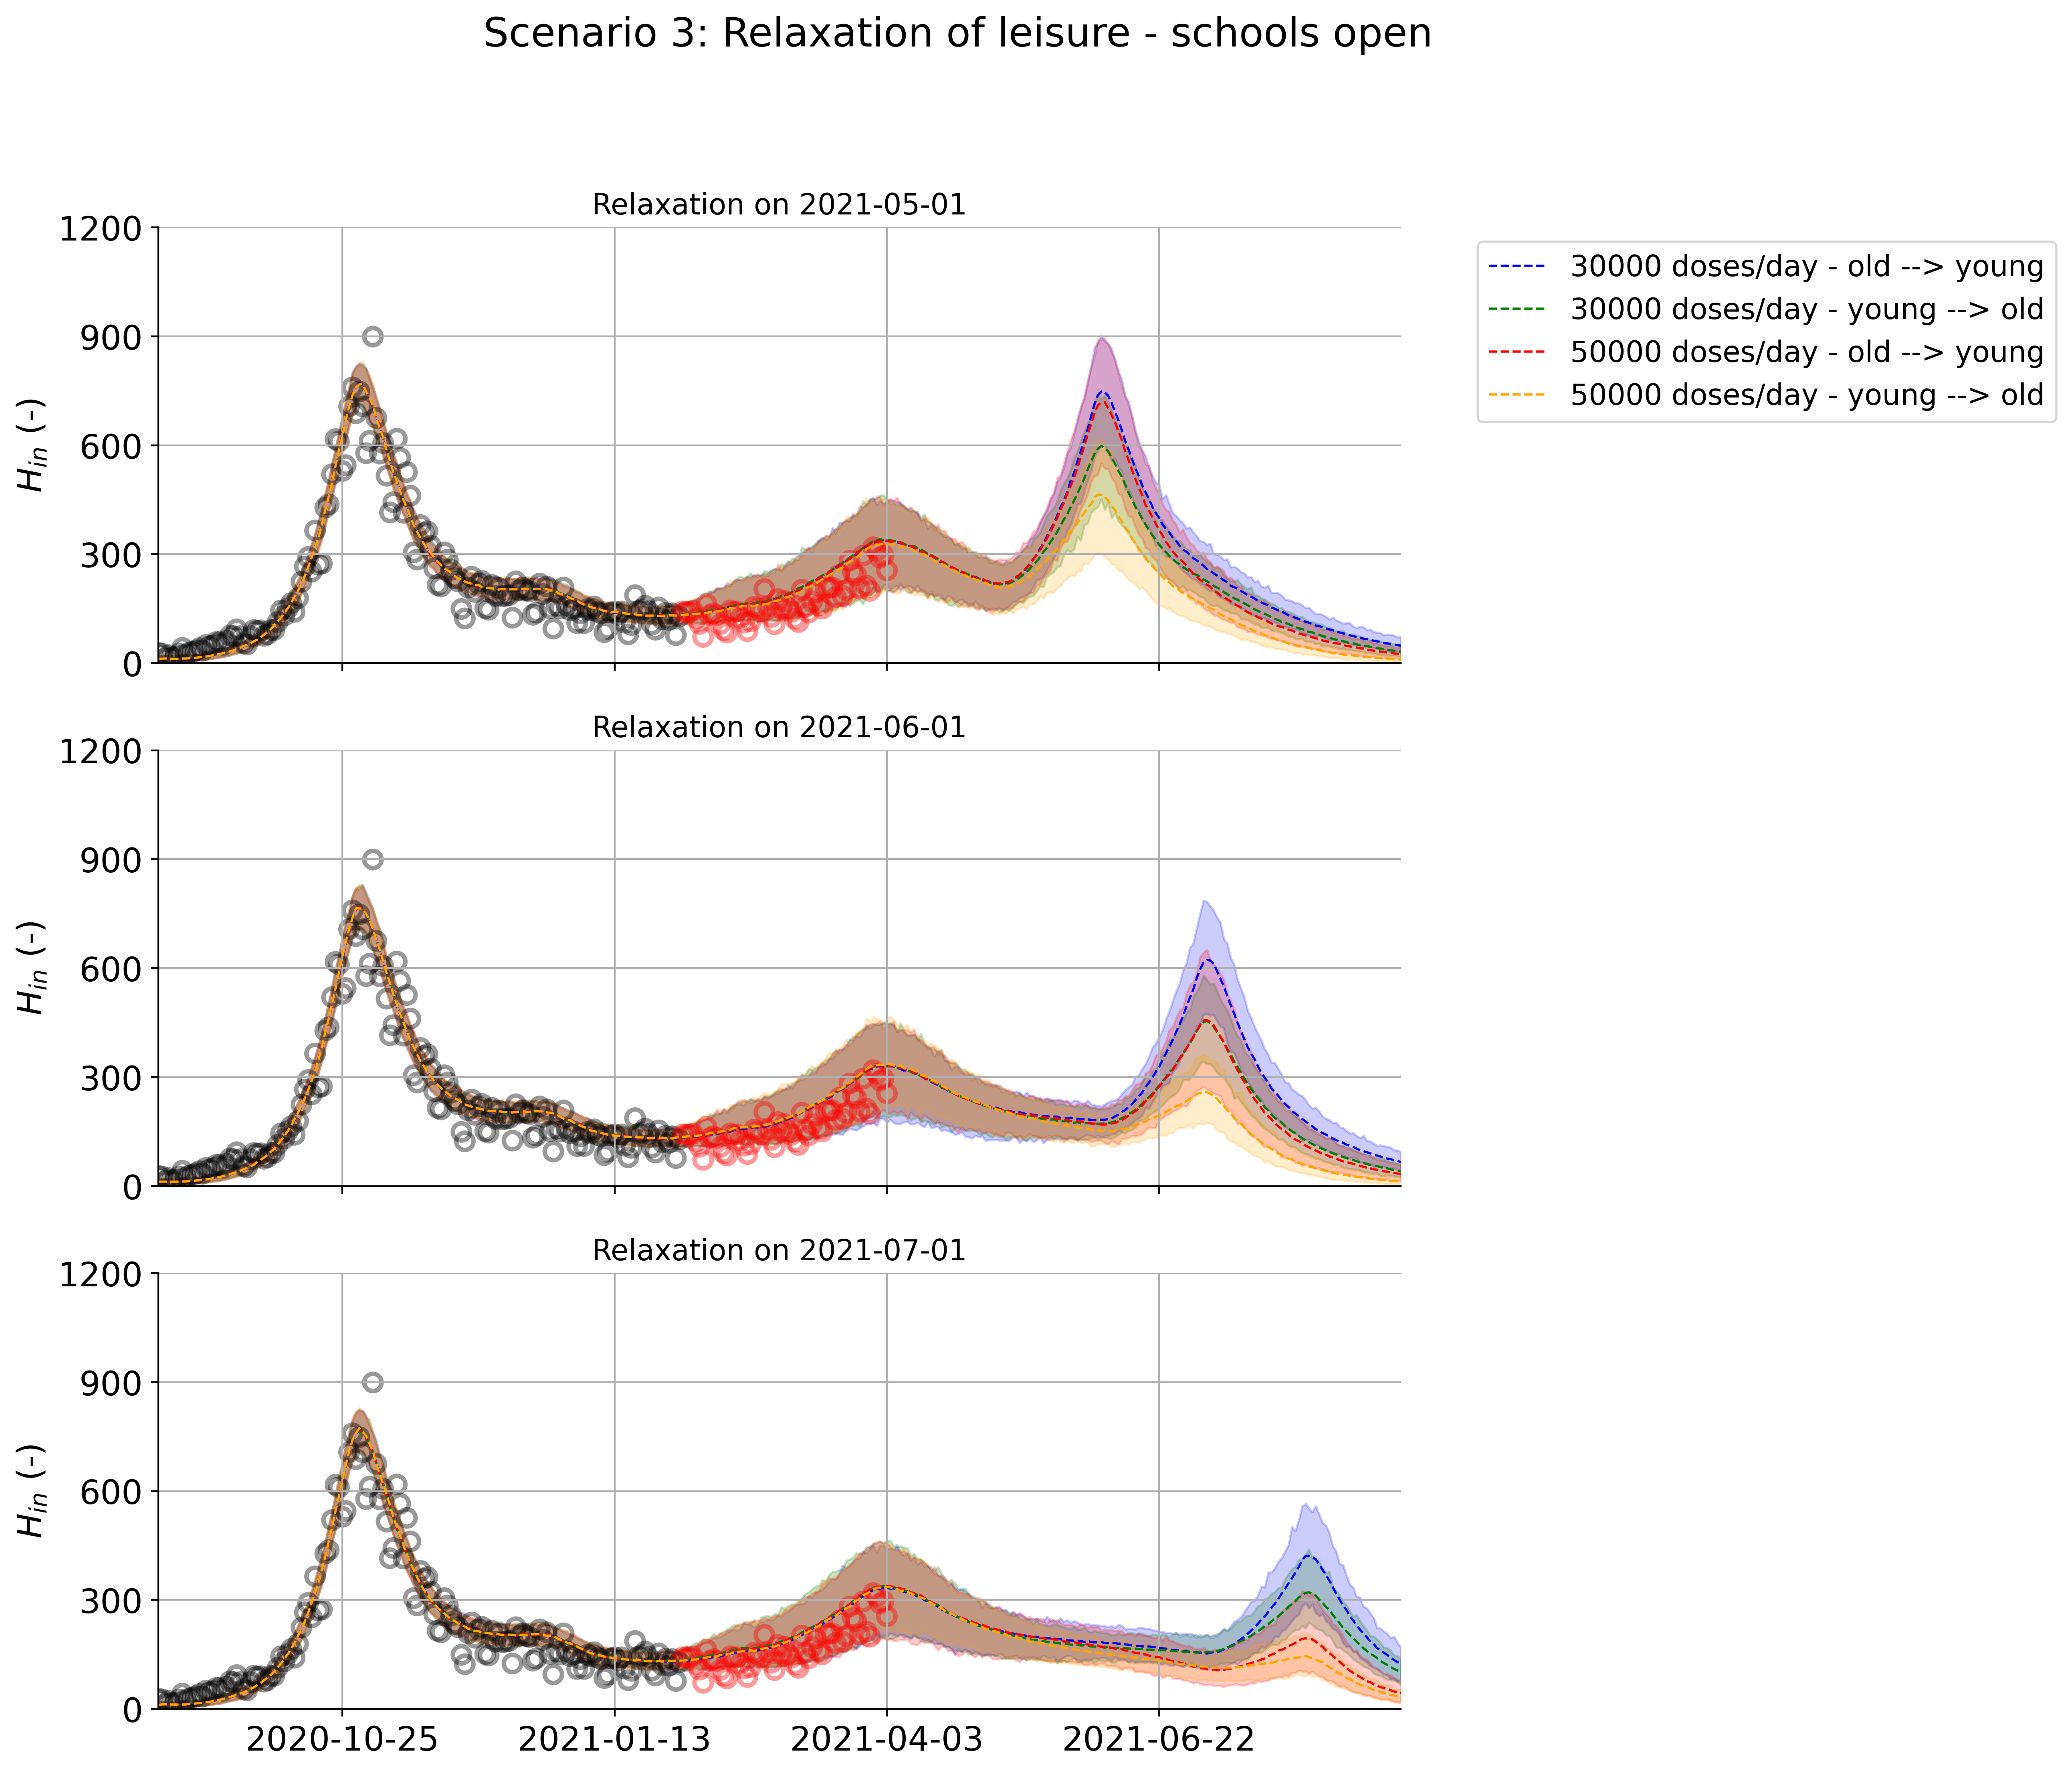 Scenario 3: Relaxation of leisure - schools open
Relaxation on 2021-05-01
1200
900
600
300
0
H_in (-)
30000 doses/day - old --> young
30000 doses/day - young --> old
50000 doses/day - old --> young
50000 doses/day - young --> old
Relaxation on 2021-06-01
1200
900
600
300
0
H_in (-)
Relaxation on 2021-07-01
1200
900
600
300
0
H_in (-)
2020-10-25 2021-01-13 2021-04-03 2021-06-22